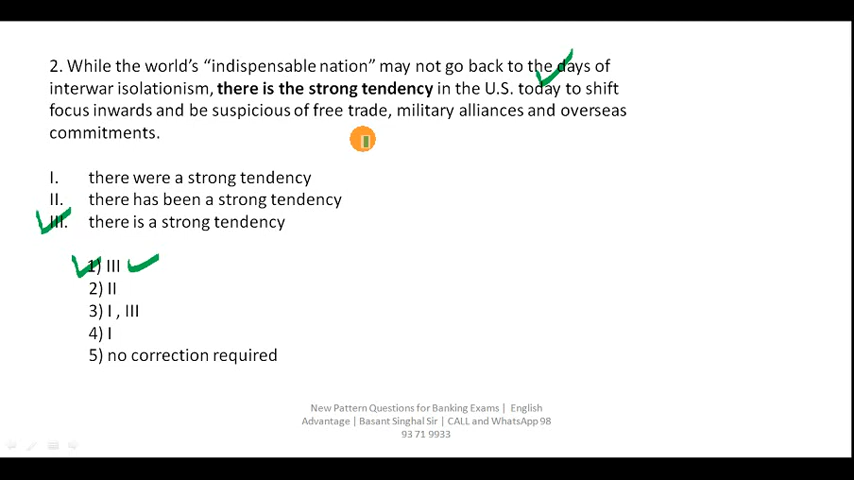 2. While the world's “indispensable nation” may not go back to the days of
interwar isolationism, there is the strong tendency in the U.S. today to shift
focus inwards and be suspicious of free trade, military alliances and overseas
commitments.
I. there were a strong tendency
II. there has been a strong tendency
III. there is a strong tendency
1) III
2) II
3) I , III
4) I
5) no correction required
New Pattern Questions for Banking Exams | English
Advantage | Basant Singhal Sir | CALL and WhatsApp 98
93 71 9933